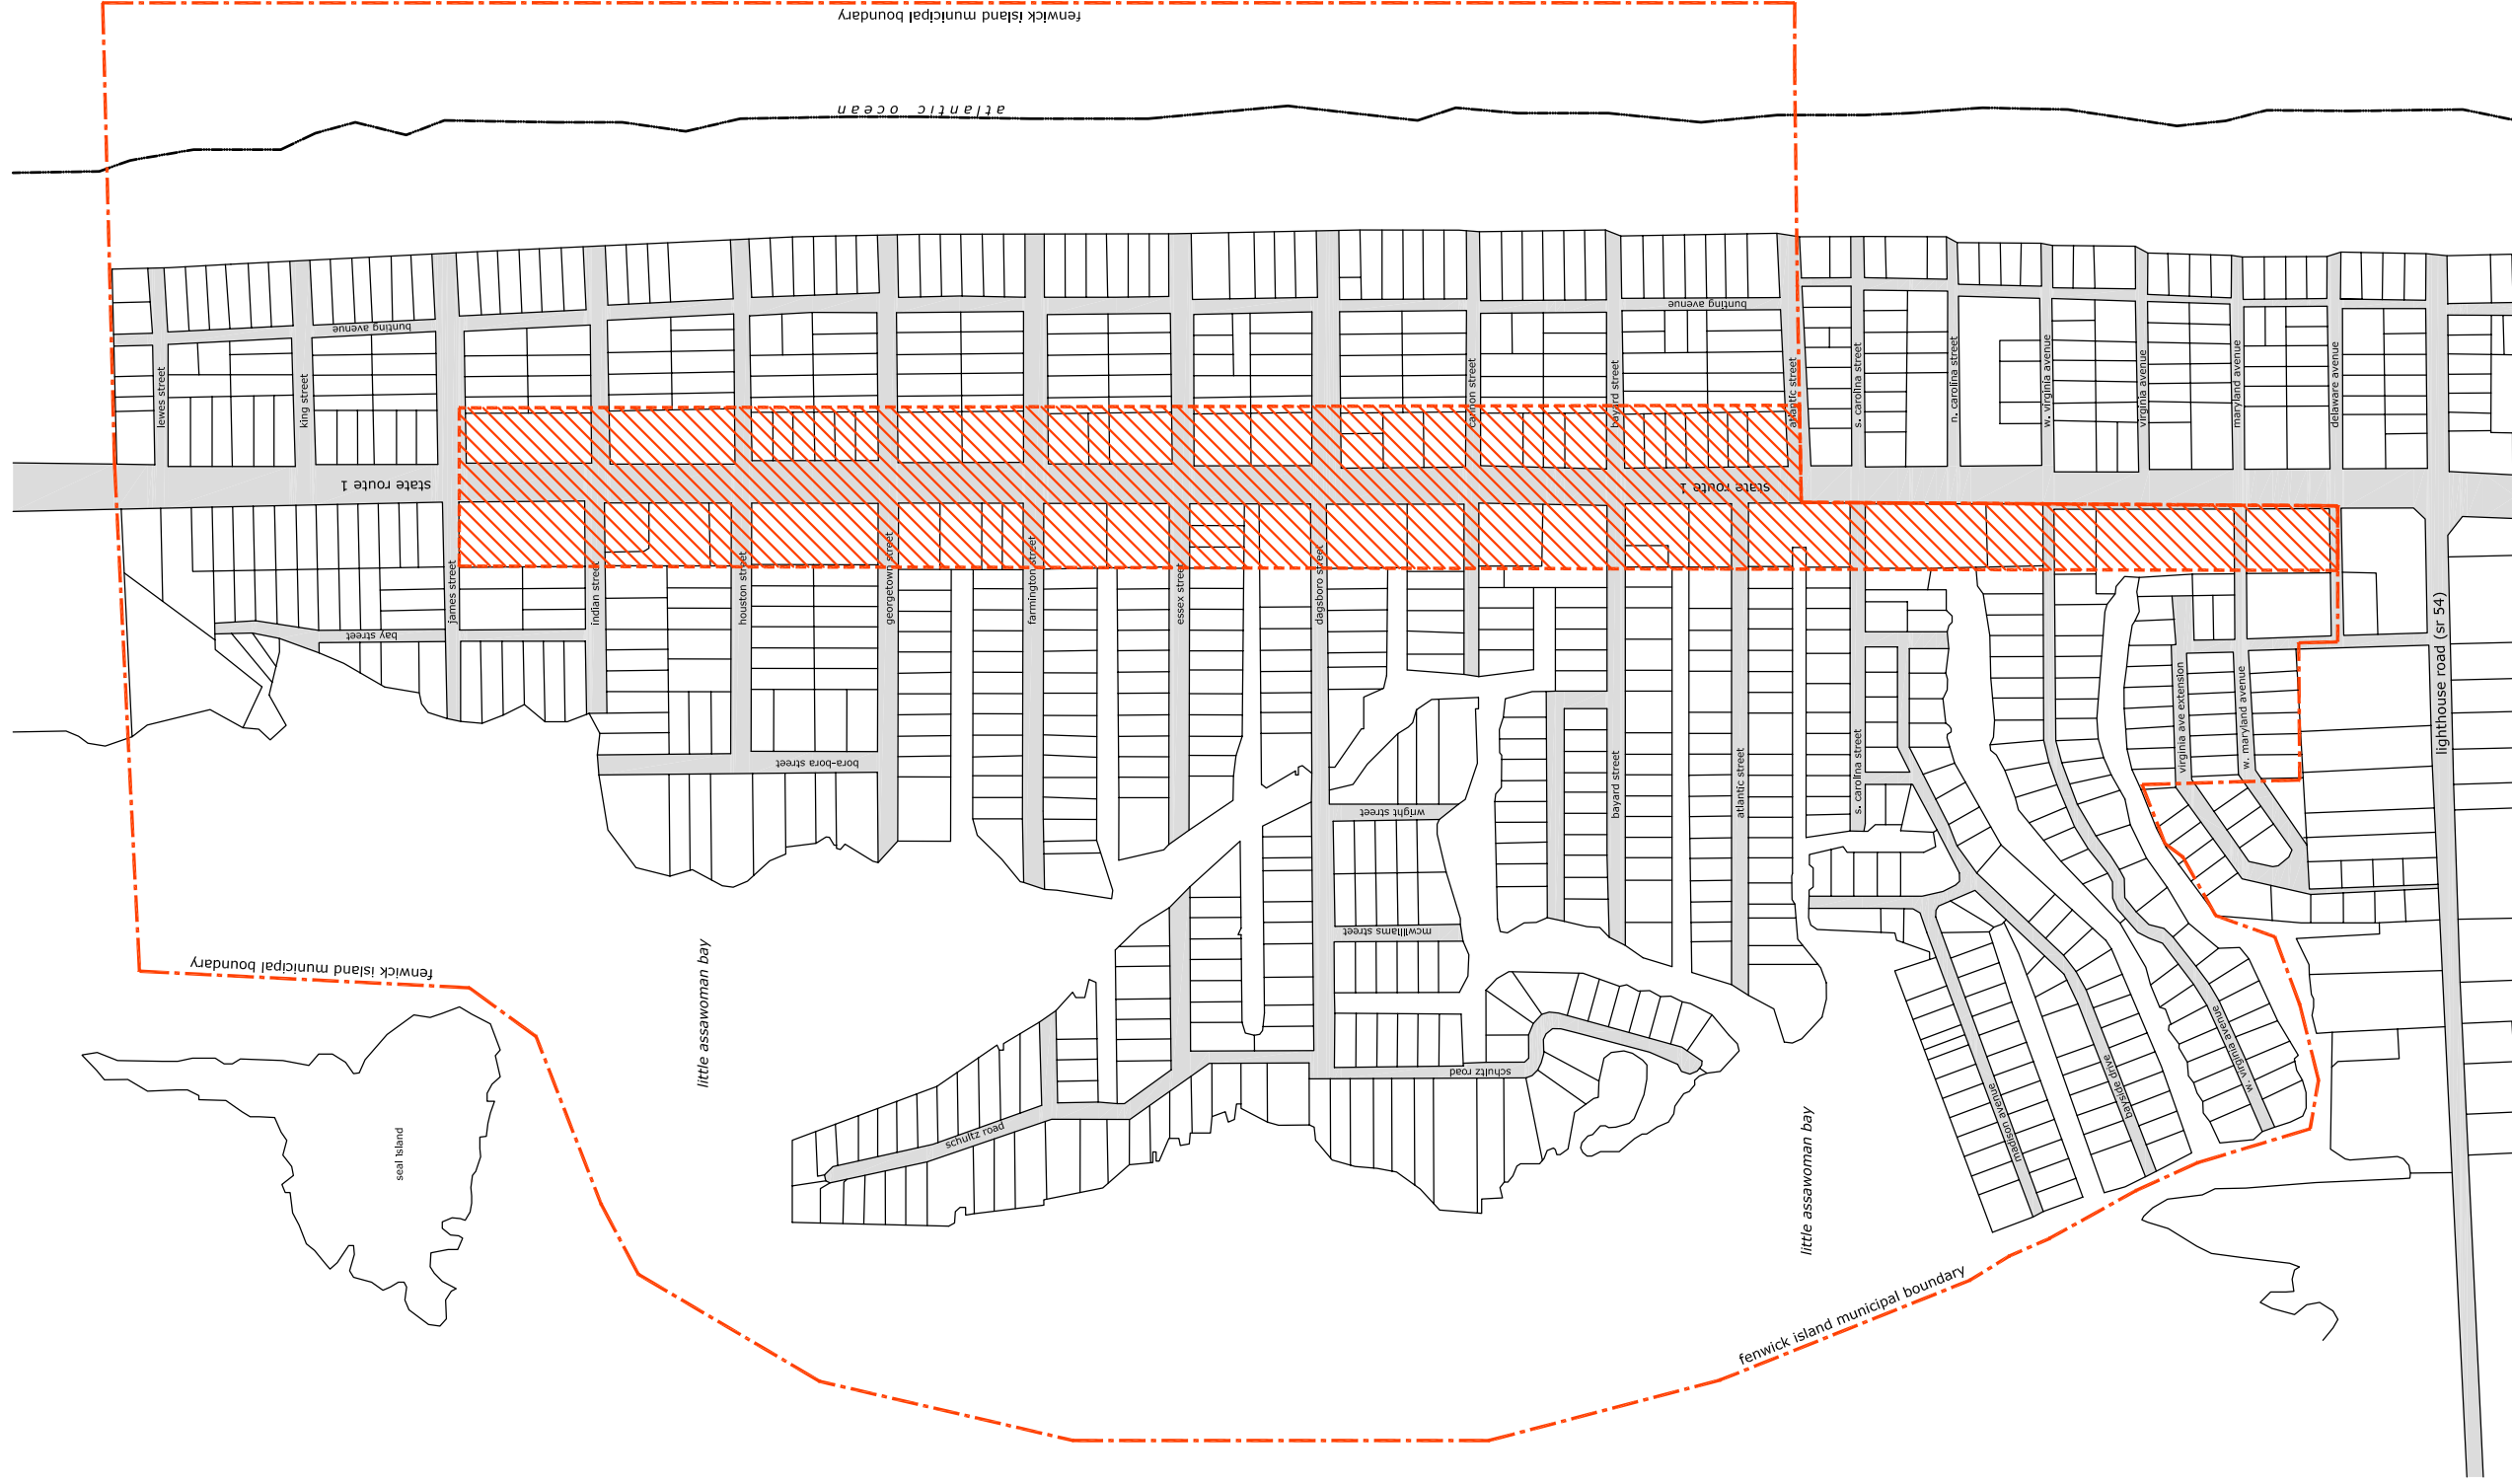 fenwick island municipal boundary
atlantic ocean
bunting avenue
bunting avenue
lewes street
king street
cannon street
bayard street
atlantic street
s. carolina street
n. carolina street
w. virginia avenue
virginia avenue
maryland avenue
delaware avenue
state route 1
state route 1
james street
indian street
houston street
georgetown street
farmington street
essex street
dagsboro street
bay street
bora-bora street
wright street
mcwilliams street
bayard street
atlantic street
s. carolina street
virginia ave extension
w. maryland avenue
lighthouse road (sr 54)
fenwick island municipal boundary
little assawoman bay
seal island
schultz road
schultz road
little assawoman bay
madison avenue
bayside drive
w. virginia avenue
fenwick island municipal boundary